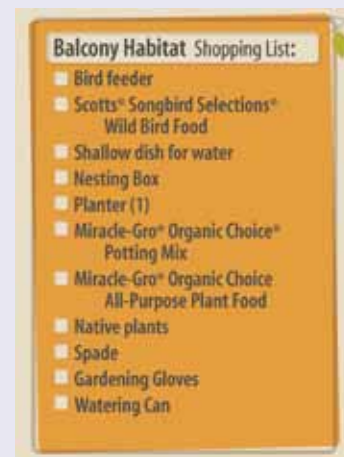 Balcony Habitat Shopping List:
Bird feeder
Scotts® Songbird Selections®
Wild Bird Food
Shallow dish for water
Nesting Box
Planter (1)
Miracle-Gro® Organic Choice®
Potting Mix
Miracle-Gro® Organic Choice
All-Purpose Plant Food
Native plants
Spade
Gardening Gloves
Watering Can